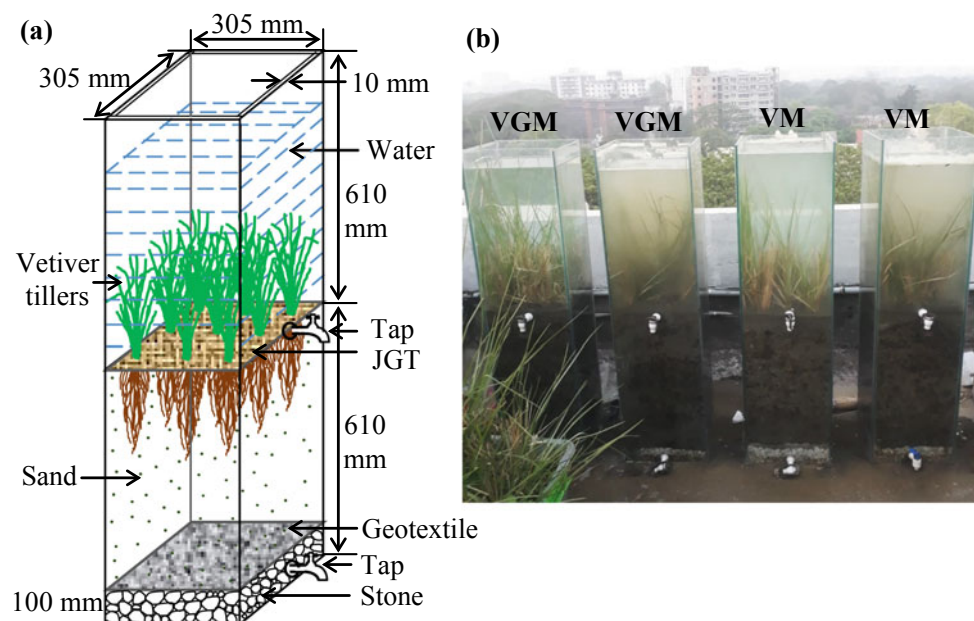 (a)
305 mm
305 mm
10 mm
Water
610
mm
Vetiver
tillers
Tap
JGT
610
mm
Sand
Geotextile
Tap
100 mm
Stone
(b)
VGM
VGM
VM
VM